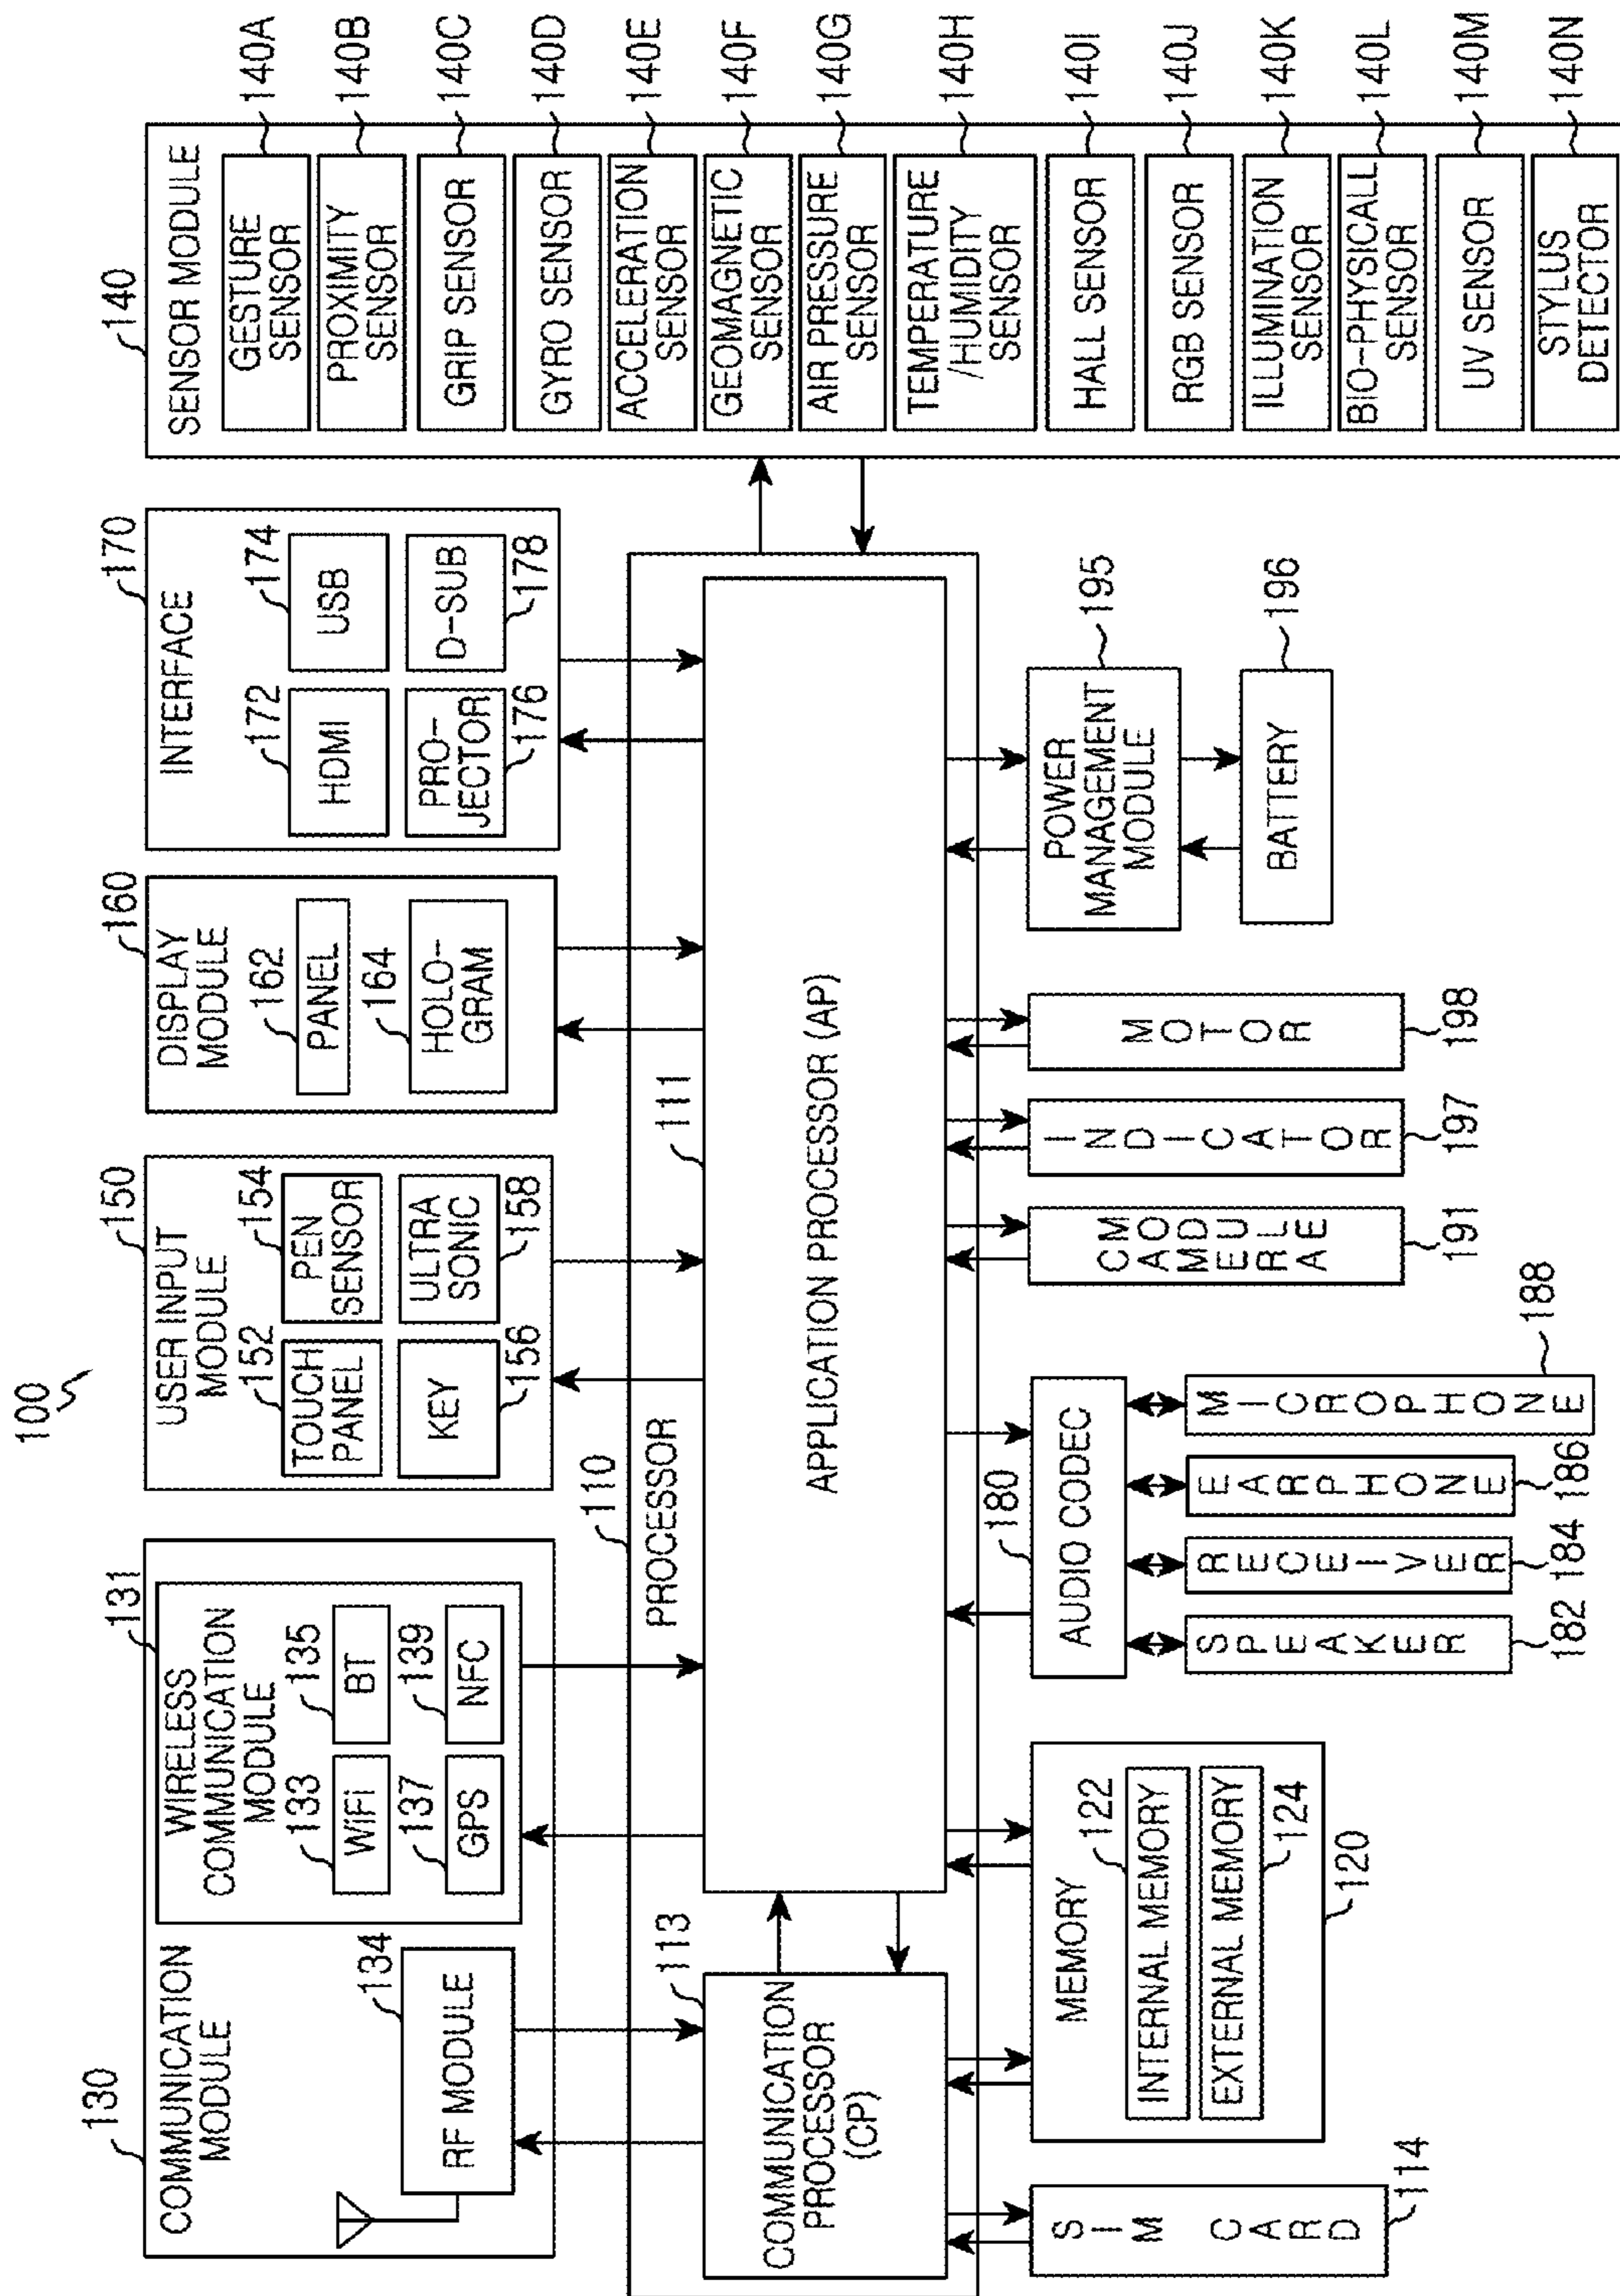 100
130
COMMUNICATION
MODULE
134
RF MODULE
131
WIRELESS
COMMUNICATION
MODULE
133
WiFi
135
BT
137
GPS
139
NFC
150
USER INPUT
MODULE
152
TOUCH
PANEL
154
PEN
SENSOR
KEY
156
ULTRA
SONIC
158
160
DISPLAY
MODULE
162
PANEL
164
HOLO-
GRAM
170
INTERFACE
172
HDMI
174
USB
PRO-
JECTOR
176
D-SUB
178
140
SENSOR MODULE
GESTURE
SENSOR
140A
PROXIMITY
SENSOR
140B
GRIP SENSOR
140C
GYRO SENSOR
140D
ACCELERATION
SENSOR
140E
GEOMAGNETIC
SENSOR
140F
AIR PRESSURE
SENSOR
140G
TEMPERATURE
/HUMIDITY
SENSOR
140H
HALL SENSOR
140I
RGB SENSOR
140J
ILLUMINATION
SENSOR
140K
BIO-PHYSICALL
SENSOR
140L
UV SENSOR
140M
STYLUS
DETECTOR
140N
110
PROCESSOR
113
COMMUNICATION
PROCESSOR
(CP)
111
APPLICATION PROCESSOR (AP)
SIM CARD
114
MEMORY
122
INTERNAL MEMORY
EXTERNAL MEMORY
124
120
180
AUDIO CODEC
SPEAKER
182
RECEIVER
184
EARPHONE
186
MICROPHONE
188
CAMERA
MODULE
191
INDICATOR
197
MOTOR
198
POWER
MANAGEMENT
MODULE
195
BATTERY
196